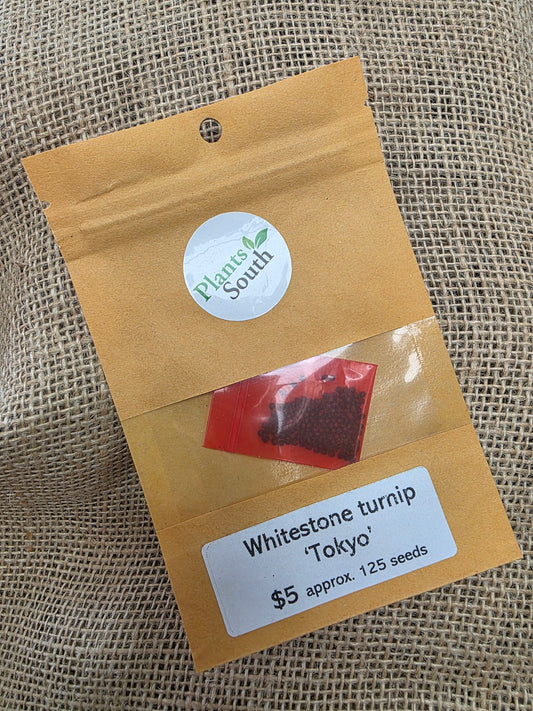 Plants
South
Whitestone turnip
‘Tokyo’
$5 approx. 125 seeds